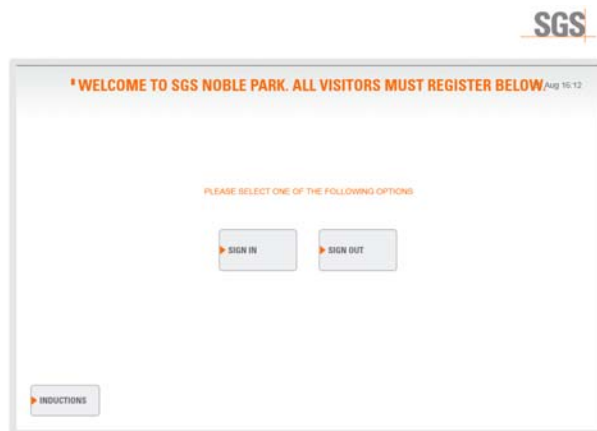 SGS
WELCOME TO SGS NOBLE PARK. ALL VISITORS MUST REGISTER BELOW.
Aug 16:12
PLEASE SELECT ONE OF THE FOLLOWING OPTIONS
SIGN IN
SIGN OUT
INDUCTIONS